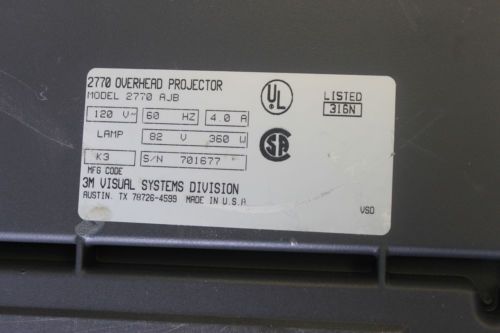 2770 OVERHEAD PROJECTOR
MODEL 2770 AJB
120 V~ 60 HZ 4.0 A
LAMP 82 V 360 W
K3 S/N 701677
MFG CODE
3M VISUAL SYSTEMS DIVISION
AUSTIN. TX 78726-4599 MADE IN U.S.A
UL
LISTED
316N
SA
VSD